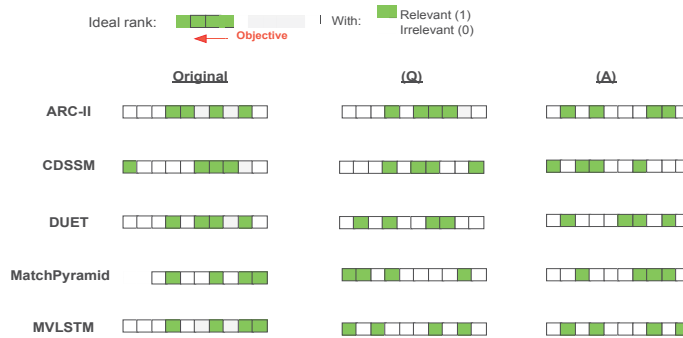 Ideal rank:
With:
Relevant (1)
Irrelevant (0)
Objective
Original (Q) (A)
ARC-II
CDSSM
DUET
MatchPyramid
MVLSTM